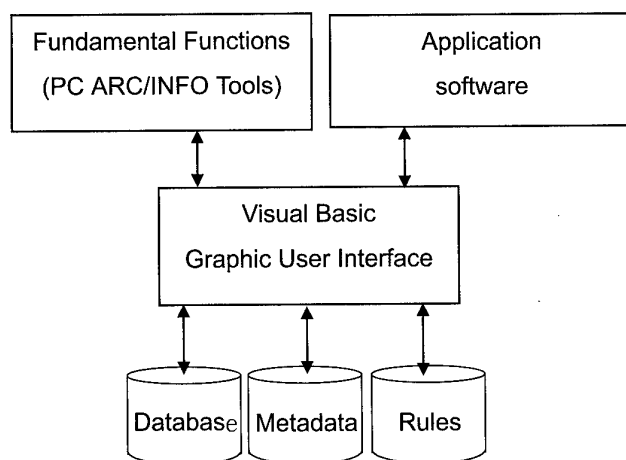 Fundamental Functions
(PC ARC/INFO Tools)
Application
software
Visual Basic
Graphic User Interface
Database
Metadata
Rules